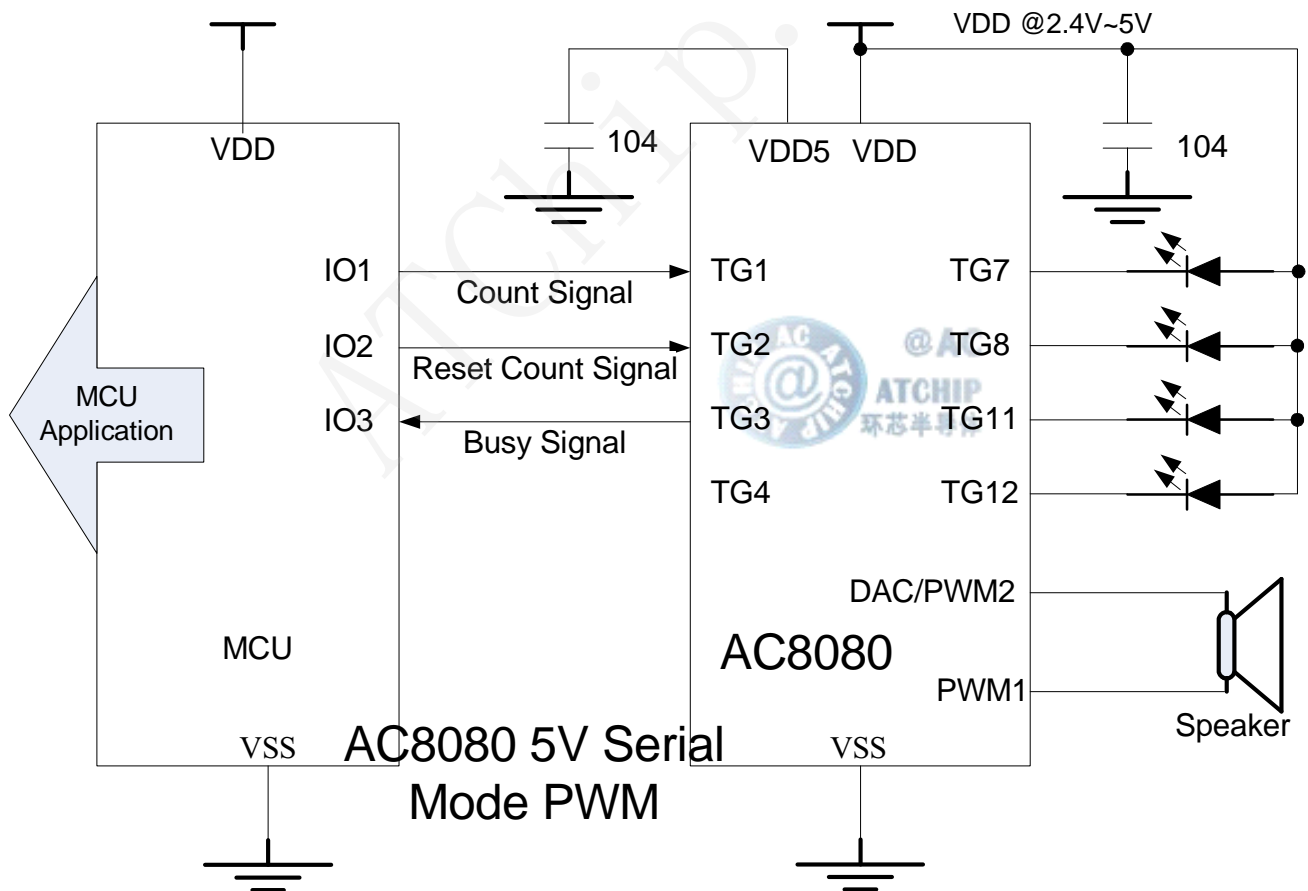 VDD @2.4V~5V
VDD
104
VDD5
VDD
104
IO1
Count Signal
TG1
TG7
IO2
Reset Count Signal
TG2
TG8
IO3
Busy Signal
TG3
TG11
TG4
TG12
MCU
Application
@AC
ATCHIP
环芯半导体
ATChip.
DAC/PWM2
MCU
AC8080
PWM1
Speaker
VSS
AC8080 5V Serial
Mode PWM
VSS